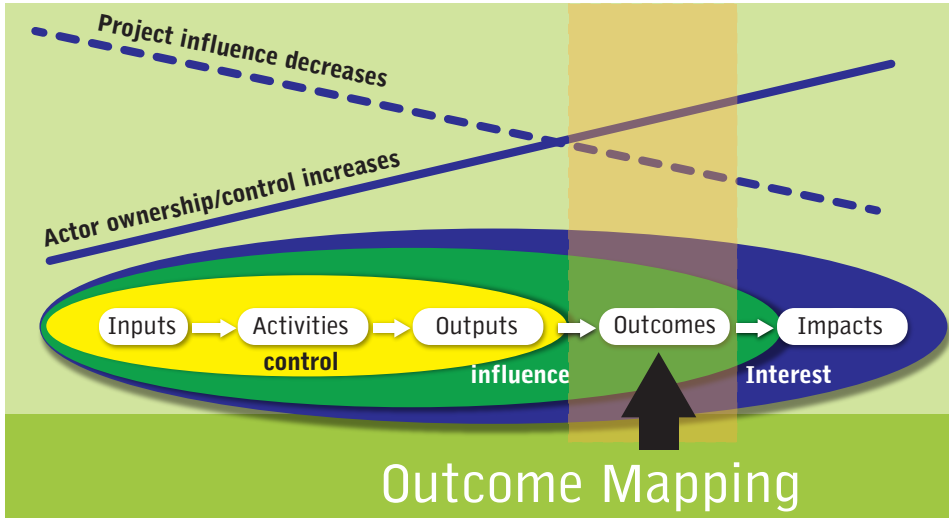 Project influence decreases
Actor ownership/control increases
Inputs
Activities
Outputs
Outcomes
Impacts
control
influence
Interest
Outcome Mapping